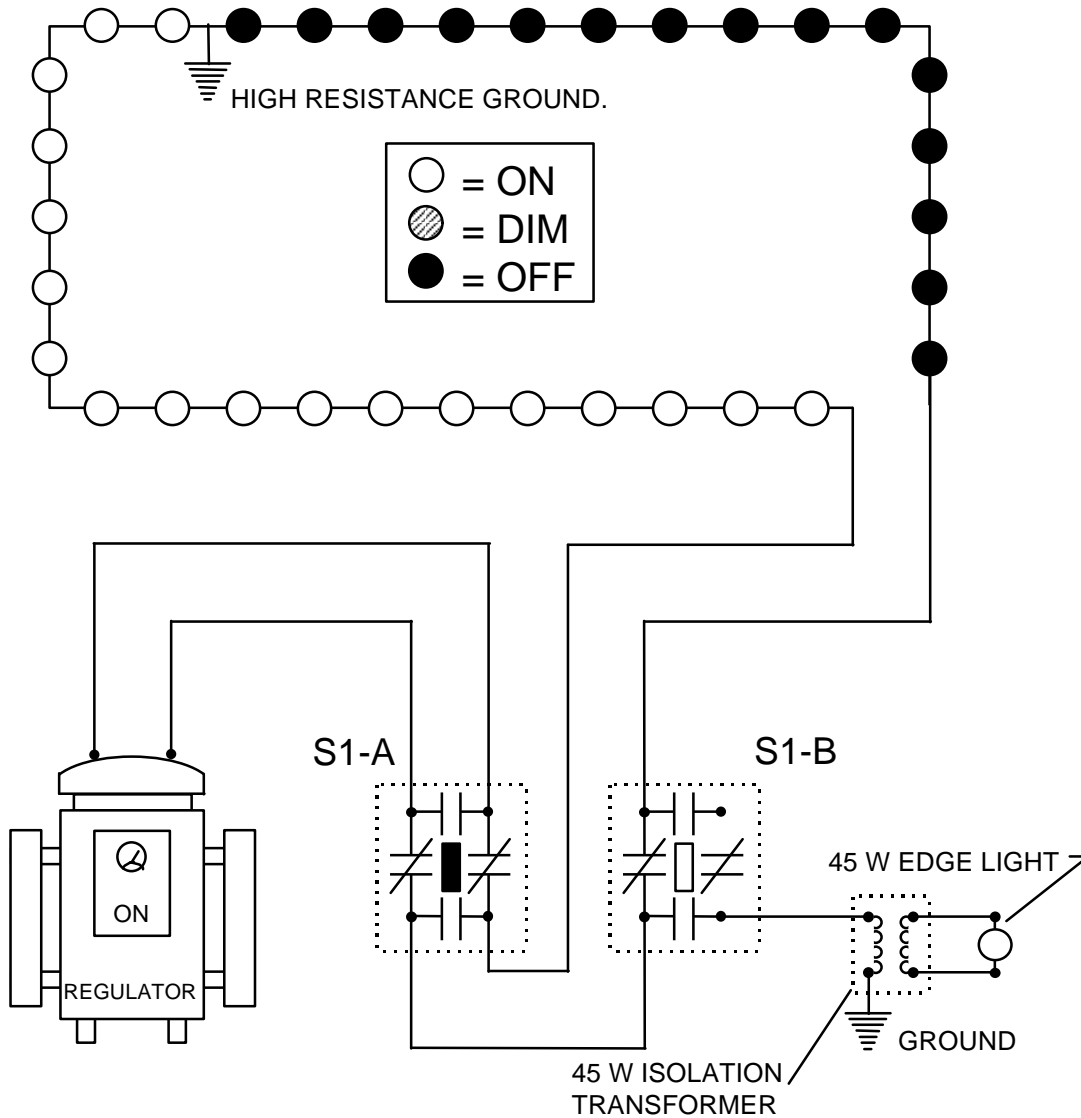 HIGH RESISTANCE GROUND.
= ON
= DIM
= OFF
S1-A
S1-B
45 W EDGE LIGHT
ON
REGULATOR
GROUND
45 W ISOLATION
TRANSFORMER